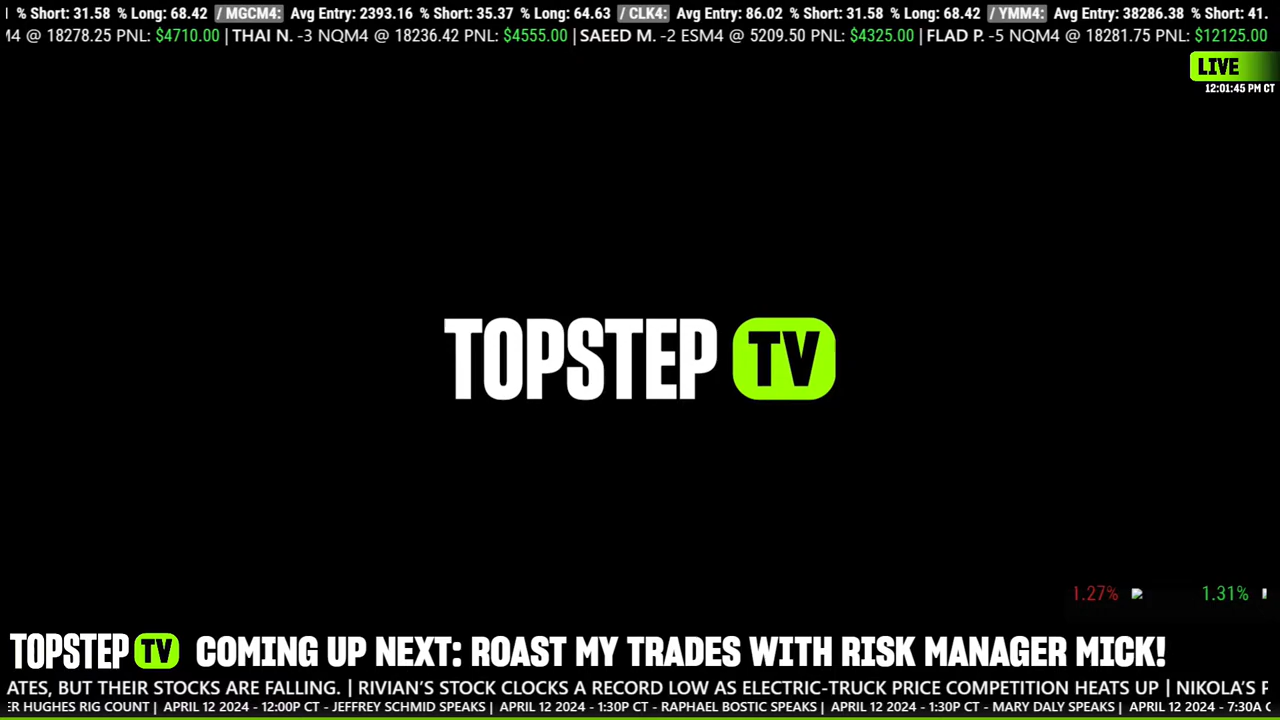 % Short: 31.58 % Long: 68.42 / MGCM4: Avg Entry: 2393.16 % Short: 35.37 % Long: 64.63 / CLK4: Avg Entry: 86.02 % Short: 31.58 % Long: 68.42 / YMM4: Avg Entry: 38286.38 % Short: 41.
M4 @ 18278.25 PNL: $4710.00 | THAI N. -3 NQM4 @ 18236.42 PNL: $4555.00 | SAEED M. -2 ESM4 @ 5209.50 PNL: $4325.00 | FLAD P. -5 NQM4 @ 18281.75 PNL: $12125.00
LIVE
12:01:45 PM CT
TOPSTEP TV
1.27% 1.31%
TOPSTEP TV COMING UP NEXT: ROAST MY TRADES WITH RISK MANAGER MICK!
ATES, BUT THEIR STOCKS ARE FALLING. | RIVIAN'S STOCK CLOCKS A RECORD LOW AS ELECTRIC-TRUCK PRICE COMPETITION HEATS UP | NIKOLA'S
ER HUGHES RIG COUNT | APRIL 12 2024 - 12:00P CT - JEFFREY SCHMID SPEAKS | APRIL 12 2024 - 1:30P CT - RAPHAEL BOSTIC SPEAKS | APRIL 12 2024 - 1:30P CT - MARY DALY SPEAKS | APRIL 12 2024 - 7:30A